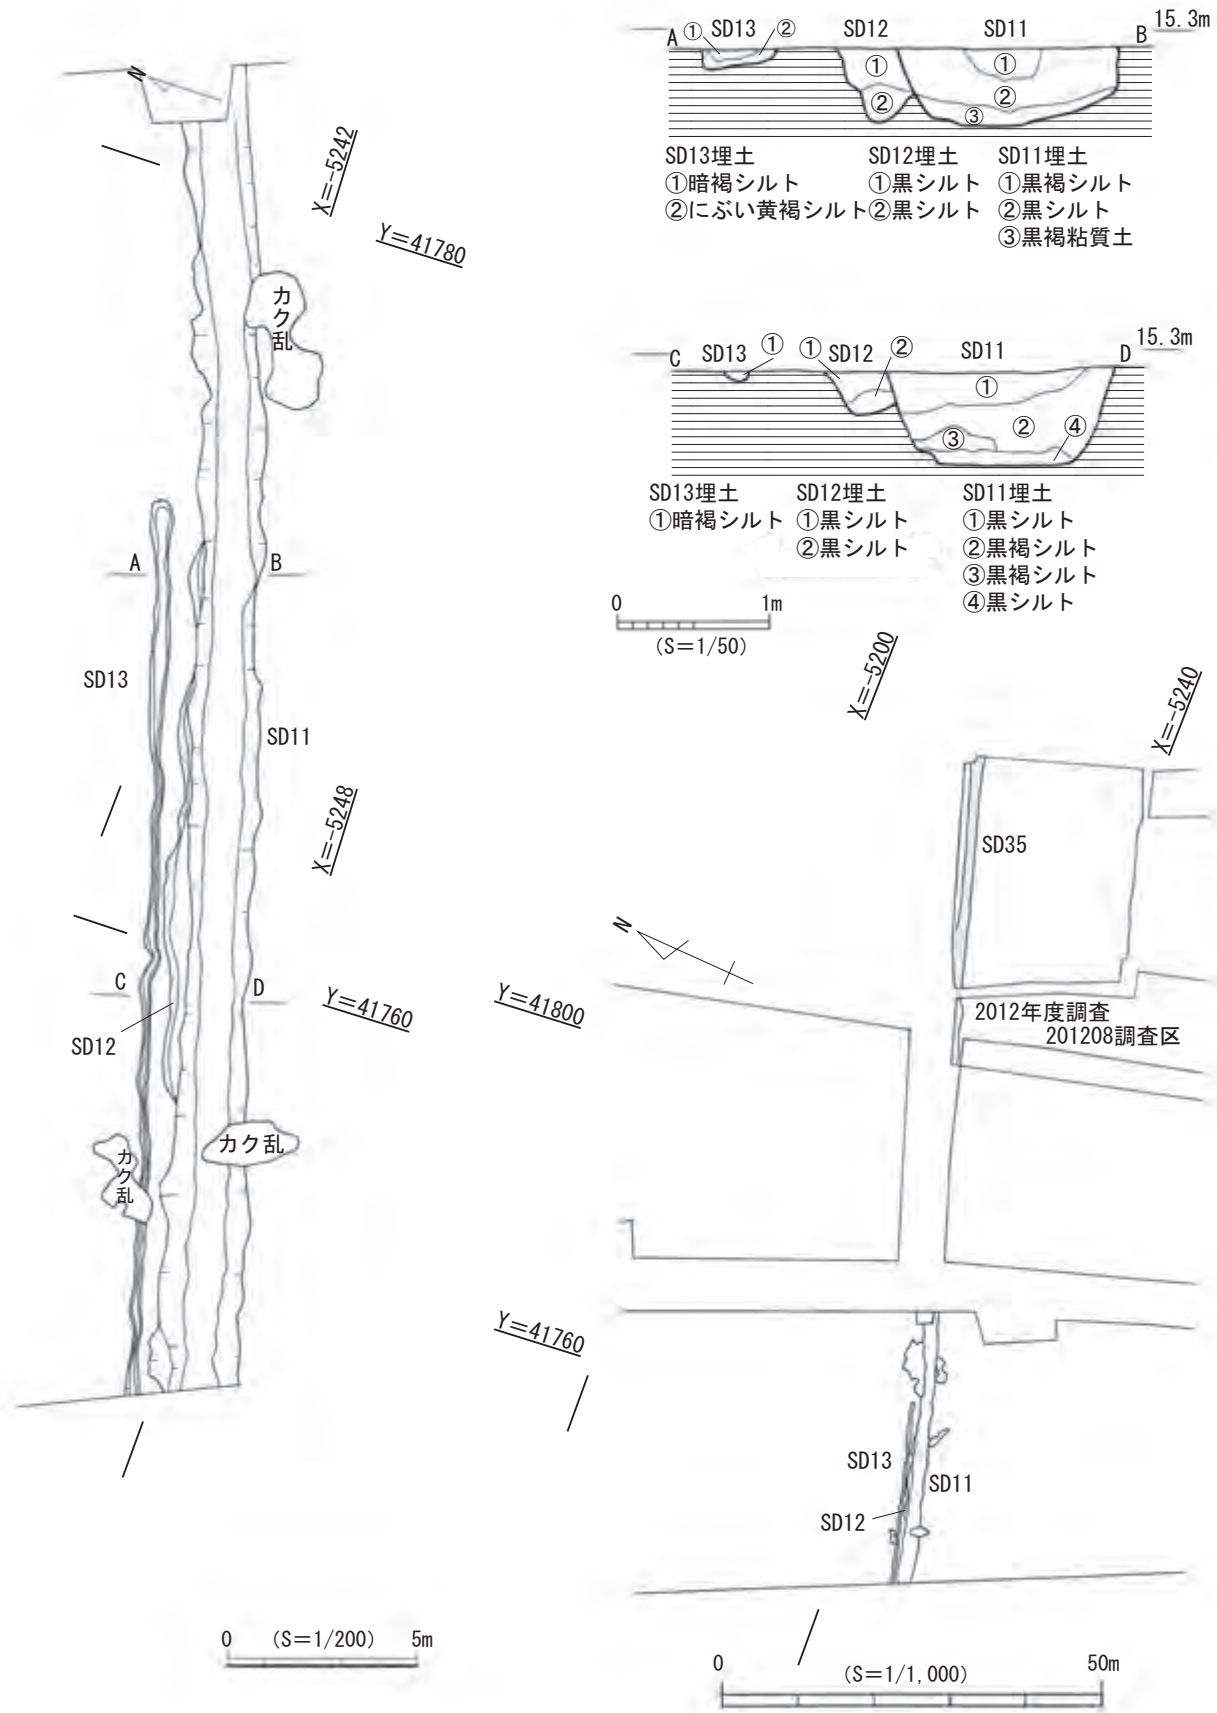 N
X=-5242
Y=41780
カク乱
A
B
SD13
SD11
X=-5248
C
D
SD12
Y=41760
カク乱
カク乱
0 (S=1/200) 5m
A ① SD13 ② SD12 SD11 B 15.3m
① ①
② ②
③
SD13埋土 SD12埋土 SD11埋土
①暗褐シルト ①黒シルト ①黒褐シルト
②にぶい黄褐シルト ②黒シルト ②黒シルト
③黒褐粘質土
C SD13 ① ① SD12 ② SD11 D 15.3m
①
③ ② ④
SD13埋土 SD12埋土 SD11埋土
①暗褐シルト ①黒シルト ①黒シルト
②黒シルト ②黒褐シルト
③黒褐シルト
④黒シルト
0 1m
(S=1/50)
X=-5200
X=-5240
SD35
N
Y=41800
2012年度調査
201208調査区
Y=41760
SD13
SD11
SD12
0 (S=1/1,000) 50m